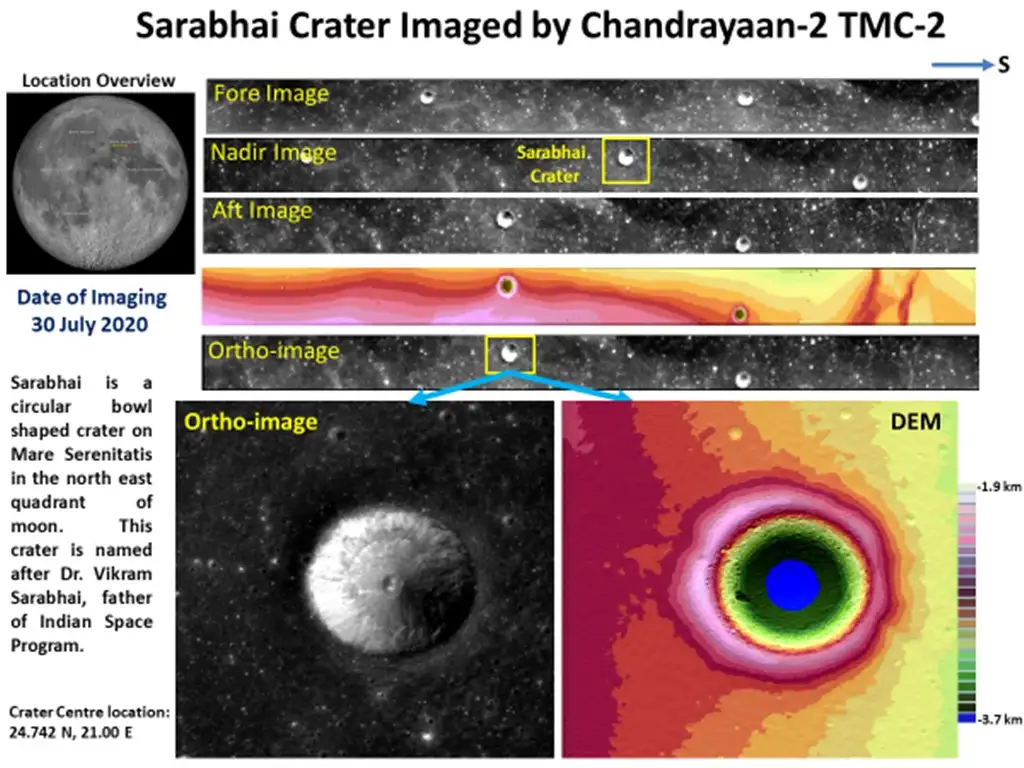 Sarabhai Crater Imaged by Chandrayaan-2 TMC-2
S
Location Overview
Fore Image
Nadir Image
Sarabhai
Crater
Aft Image
Date of Imaging
30 July 2020
Ortho-image
Sarabhai is a
circular bowl
shaped crater on
Mare Serenitatis
in the north east
quadrant of
moon. This
crater is named
after Dr. Vikram
Sarabhai, father
of Indian Space
Program.
Crater Centre location:
24.742 N, 21.00 E
Ortho-image
DEM
-1.9 km
-3.7 km